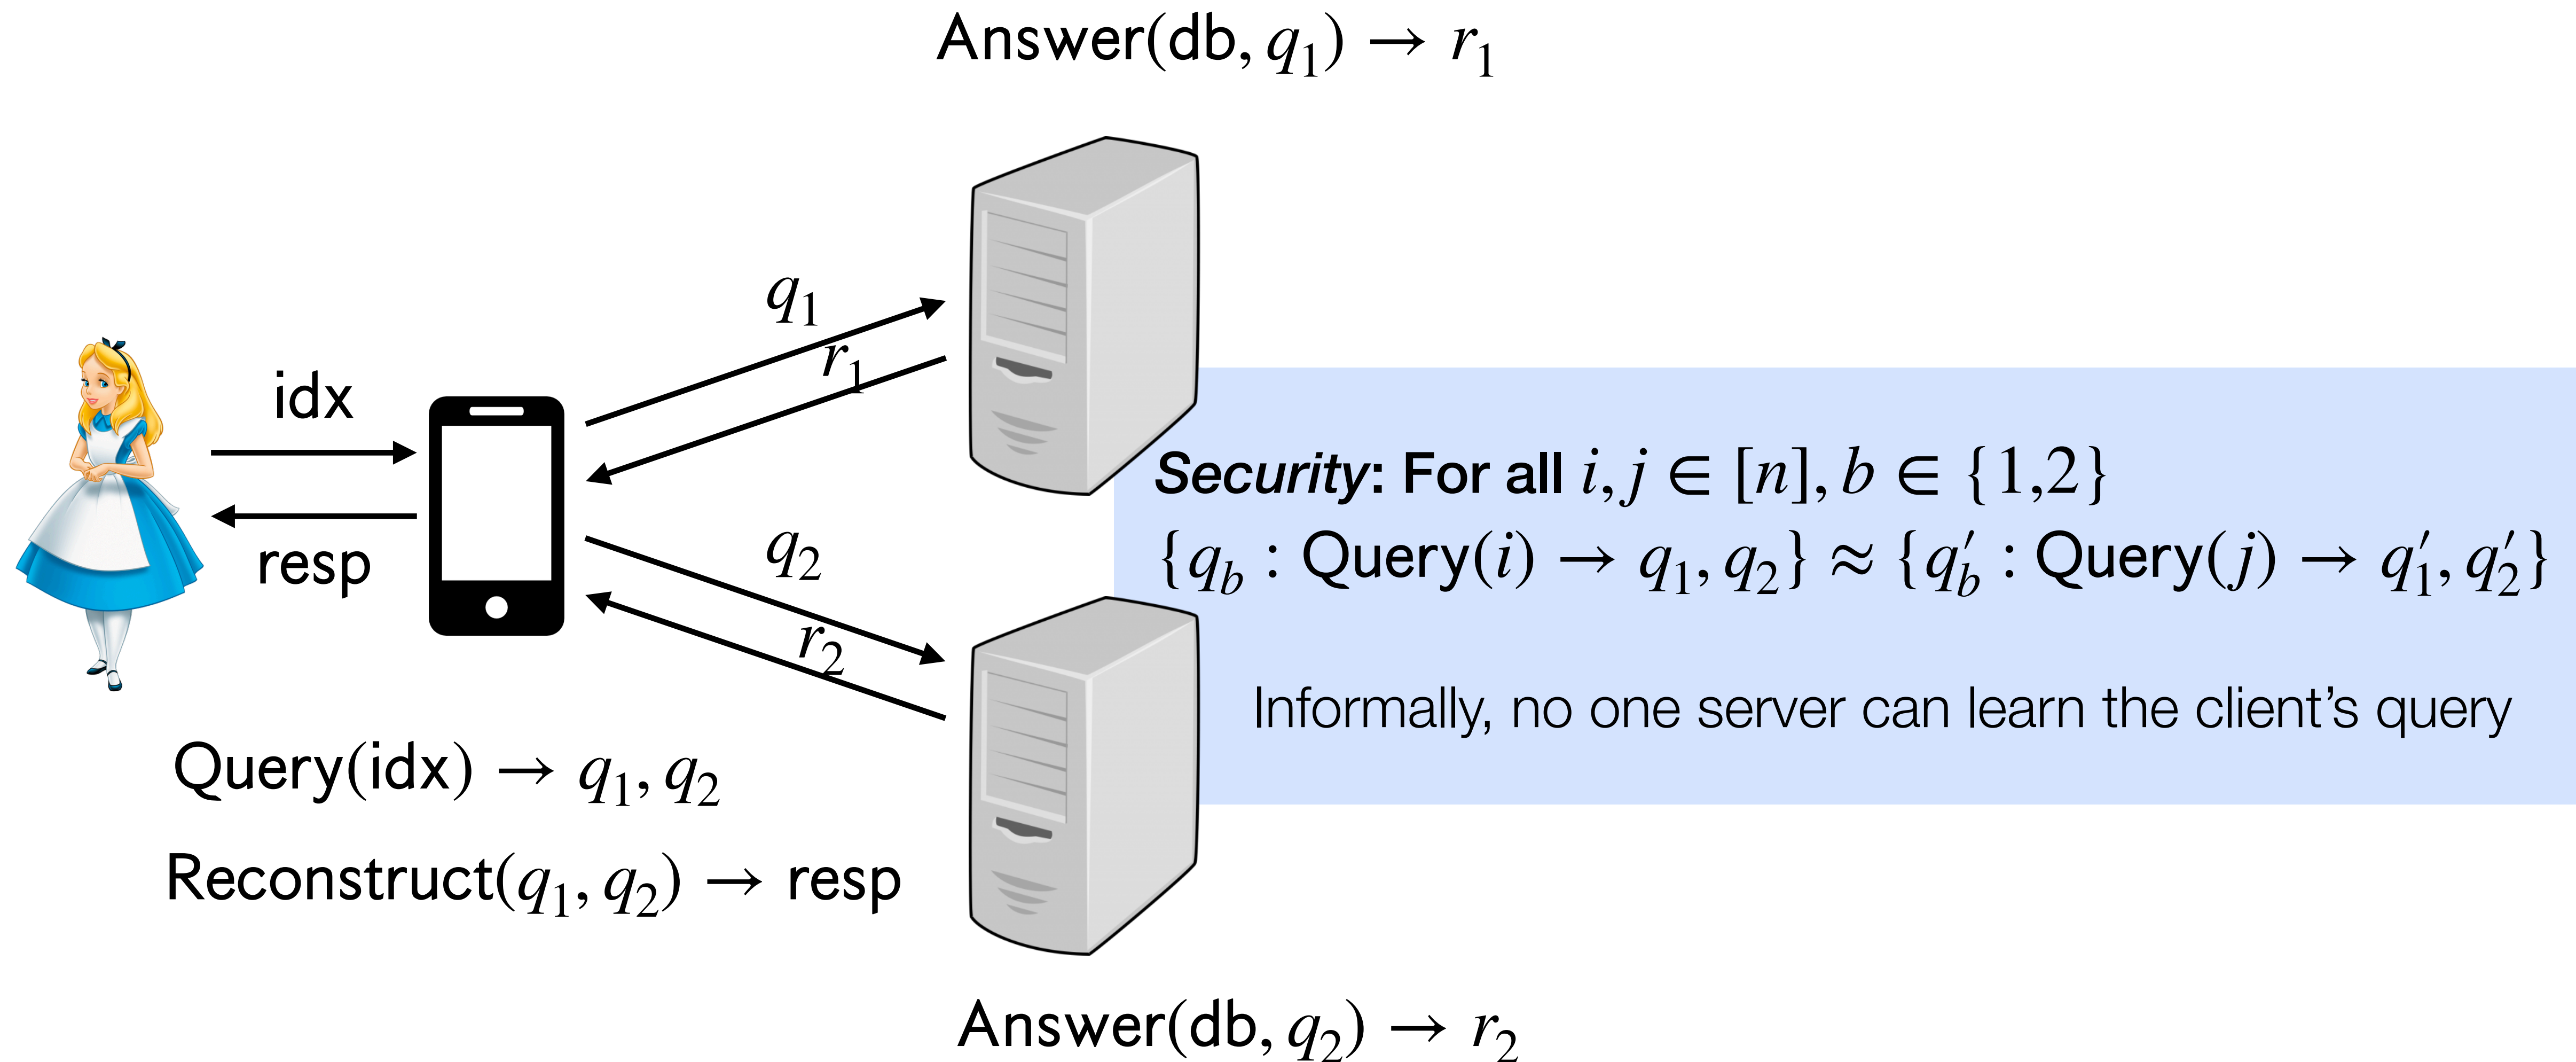 Answer(db, q₁) → r₁
q₁
r₁
idx
resp
Security: For all i, j ∈ [n], b ∈ {1,2}
{q_b : Query(i) → q₁, q₂} ≈ {q′_b : Query(j) → q′₁, q′₂}
q₂
r₂
Informally, no one server can learn the client’s query
Query(idx) → q₁, q₂
Reconstruct(q₁, q₂) → resp
Answer(db, q₂) → r₂